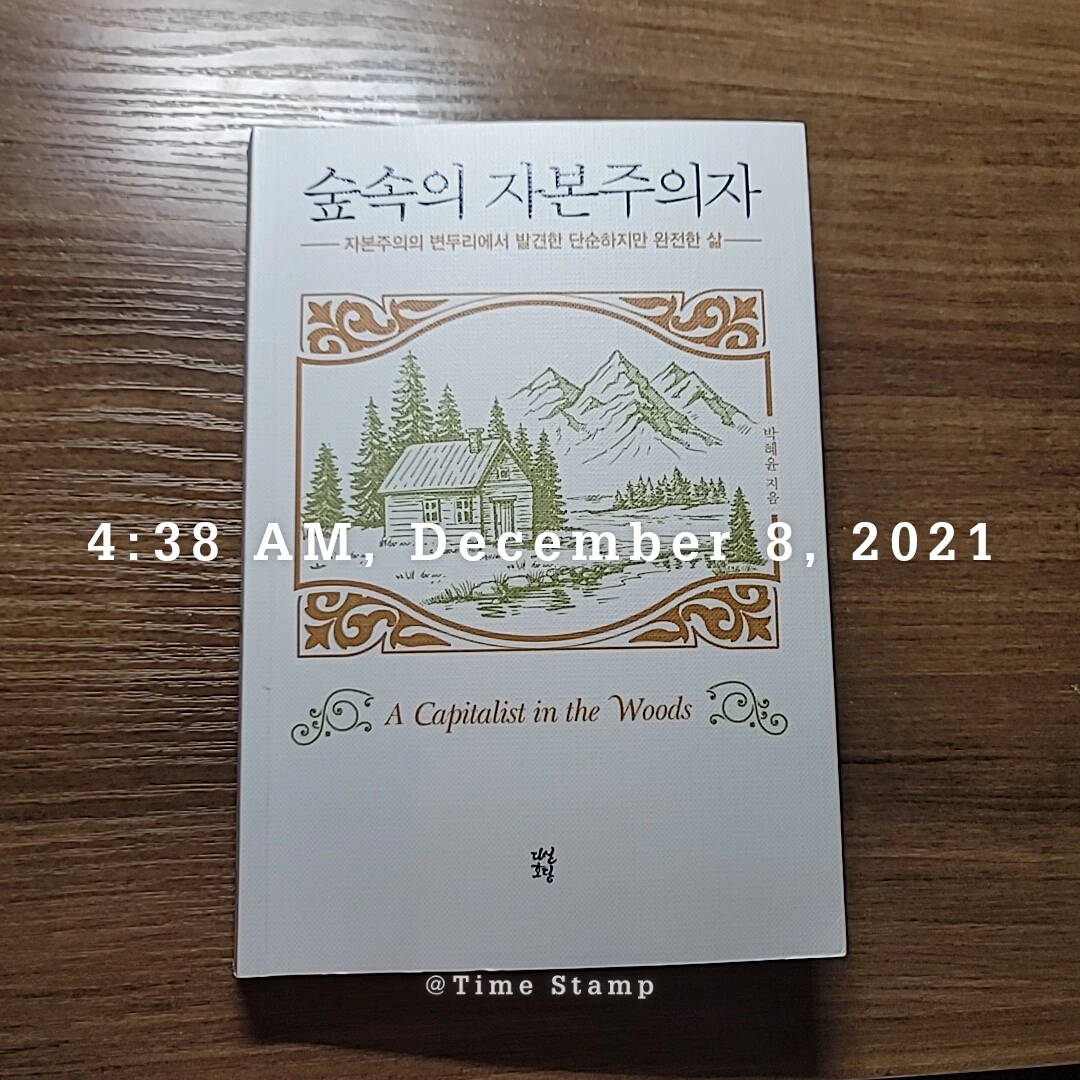 숲속의 자본주의자
자본주의의 변두리에서 발견한 단순하지만 완전한 삶
박혜윤 지음
4:38 AM, December 8, 2021
A Capitalist in the Woods
다산
초당
@Time Stamp